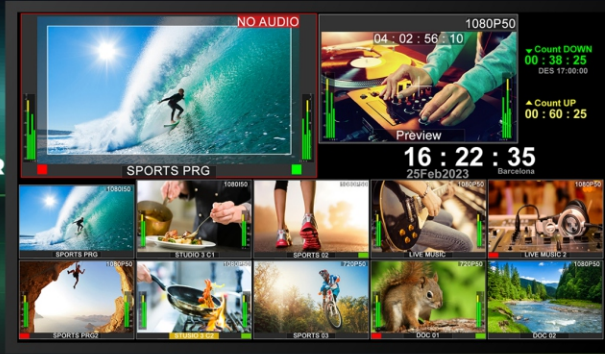 NO AUDIO
1080P50
04 : 02 : 56 : 10
Count DOWN
00 : 38 : 25
DES 17:00:00
Count UP
00 : 60 : 25
Preview
R
SPORTS PRG
16 : 22 : 35
25Feb2023
Barcelona
1080I50
1080I50
1080P50
1080P50
SPORTS PRG
STUDIO 3 C1
SPORTS 02
LIVE MUSIC
LIVE MUSIC 2
1080P50
720P50
720P50
1080P50
SPORTS PRG2
STUDIO 3 C2
SPORTS 03
DOC 01
DOC 02